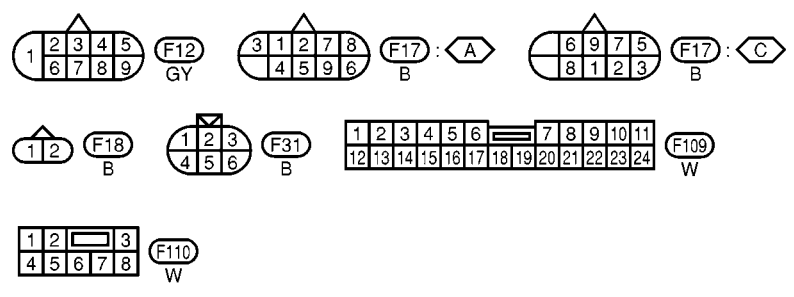 1 2 3 4 5 F12 3 1 2 7 8 F17 : A 6 9 7 5 F17 : C
6 7 8 9 GY 4 5 9 6 B 8 1 2 3 B
1 2 F18 B 1 2 3 F31 B 1 2 3 4 5 6 7 8 9 10 11 F109
4 5 6 12 13 14 15 16 17 18 19 20 21 22 23 24 W
1 2 3 F110
4 5 6 7 8 W